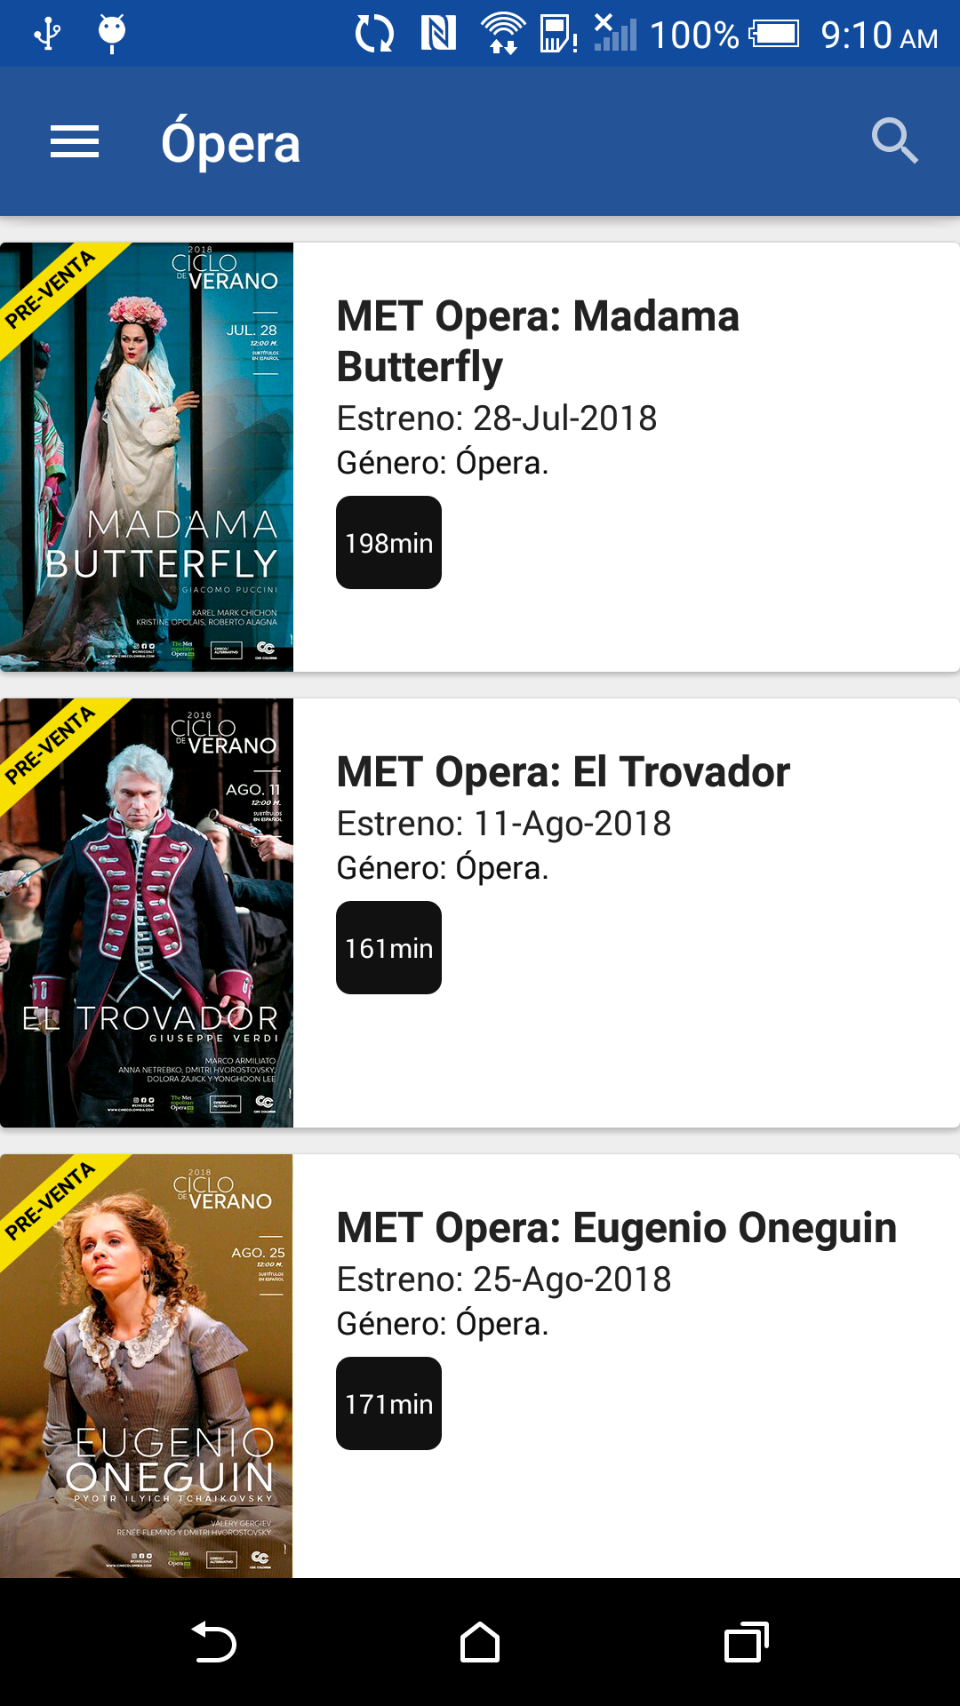 100% 9:10 AM
Ópera
PRE-VENTA
2018
CICLO
DE VERANO
JUL. 28
12:00 M.
SUBTÍTULOS
EN ESPAÑOL
MADAMA
BUTTERFLY
GIACOMO PUCCINI
KAREL MARK CHICHON
KRISTINE OPOLAIS, ROBERTO ALAGNA
MET Opera: Madama
Butterfly
Estreno: 28-Jul-2018
Género: Ópera.
198min
PRE-VENTA
2018
CICLO
DE VERANO
AGO. 11
12:00 M.
SUBTÍTULOS
EN ESPAÑOL
EL TROVADOR
GIUSEPPE VERDI
MARCO ARMILIATO
ANNA NETREBKO, DMITRI HVOROSTOVSKY,
DOLORA ZAJICK Y YONGHOON LEE
MET Opera: El Trovador
Estreno: 11-Ago-2018
Género: Ópera.
161min
PRE-VENTA
2018
CICLO
DE VERANO
AGO. 25
12:00 M.
SUBTÍTULOS
EN ESPAÑOL
EUGENIO
ONEGUIN
PYOTR ILYICH TCHAIKOVSKY
VALERY GERGIEV
RENÉE FLEMING Y DMITRI HVOROSTOVSKY
MET Opera: Eugenio Oneguin
Estreno: 25-Ago-2018
Género: Ópera.
171min